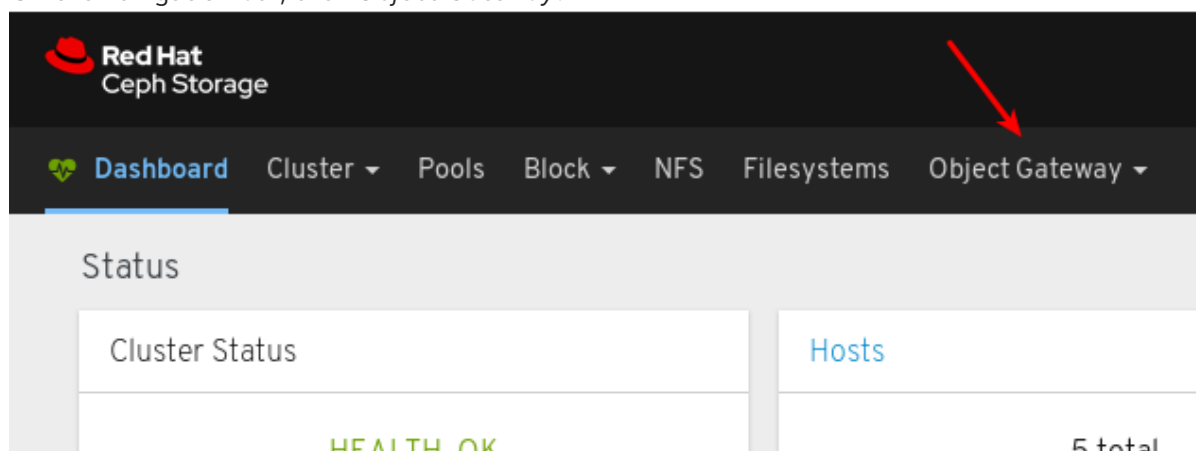 Red Hat
Ceph Storage
Dashboard Cluster Pools Block NFS Filesystems Object Gateway
Status
Cluster Status Hosts
HEALTH_OK 5 total